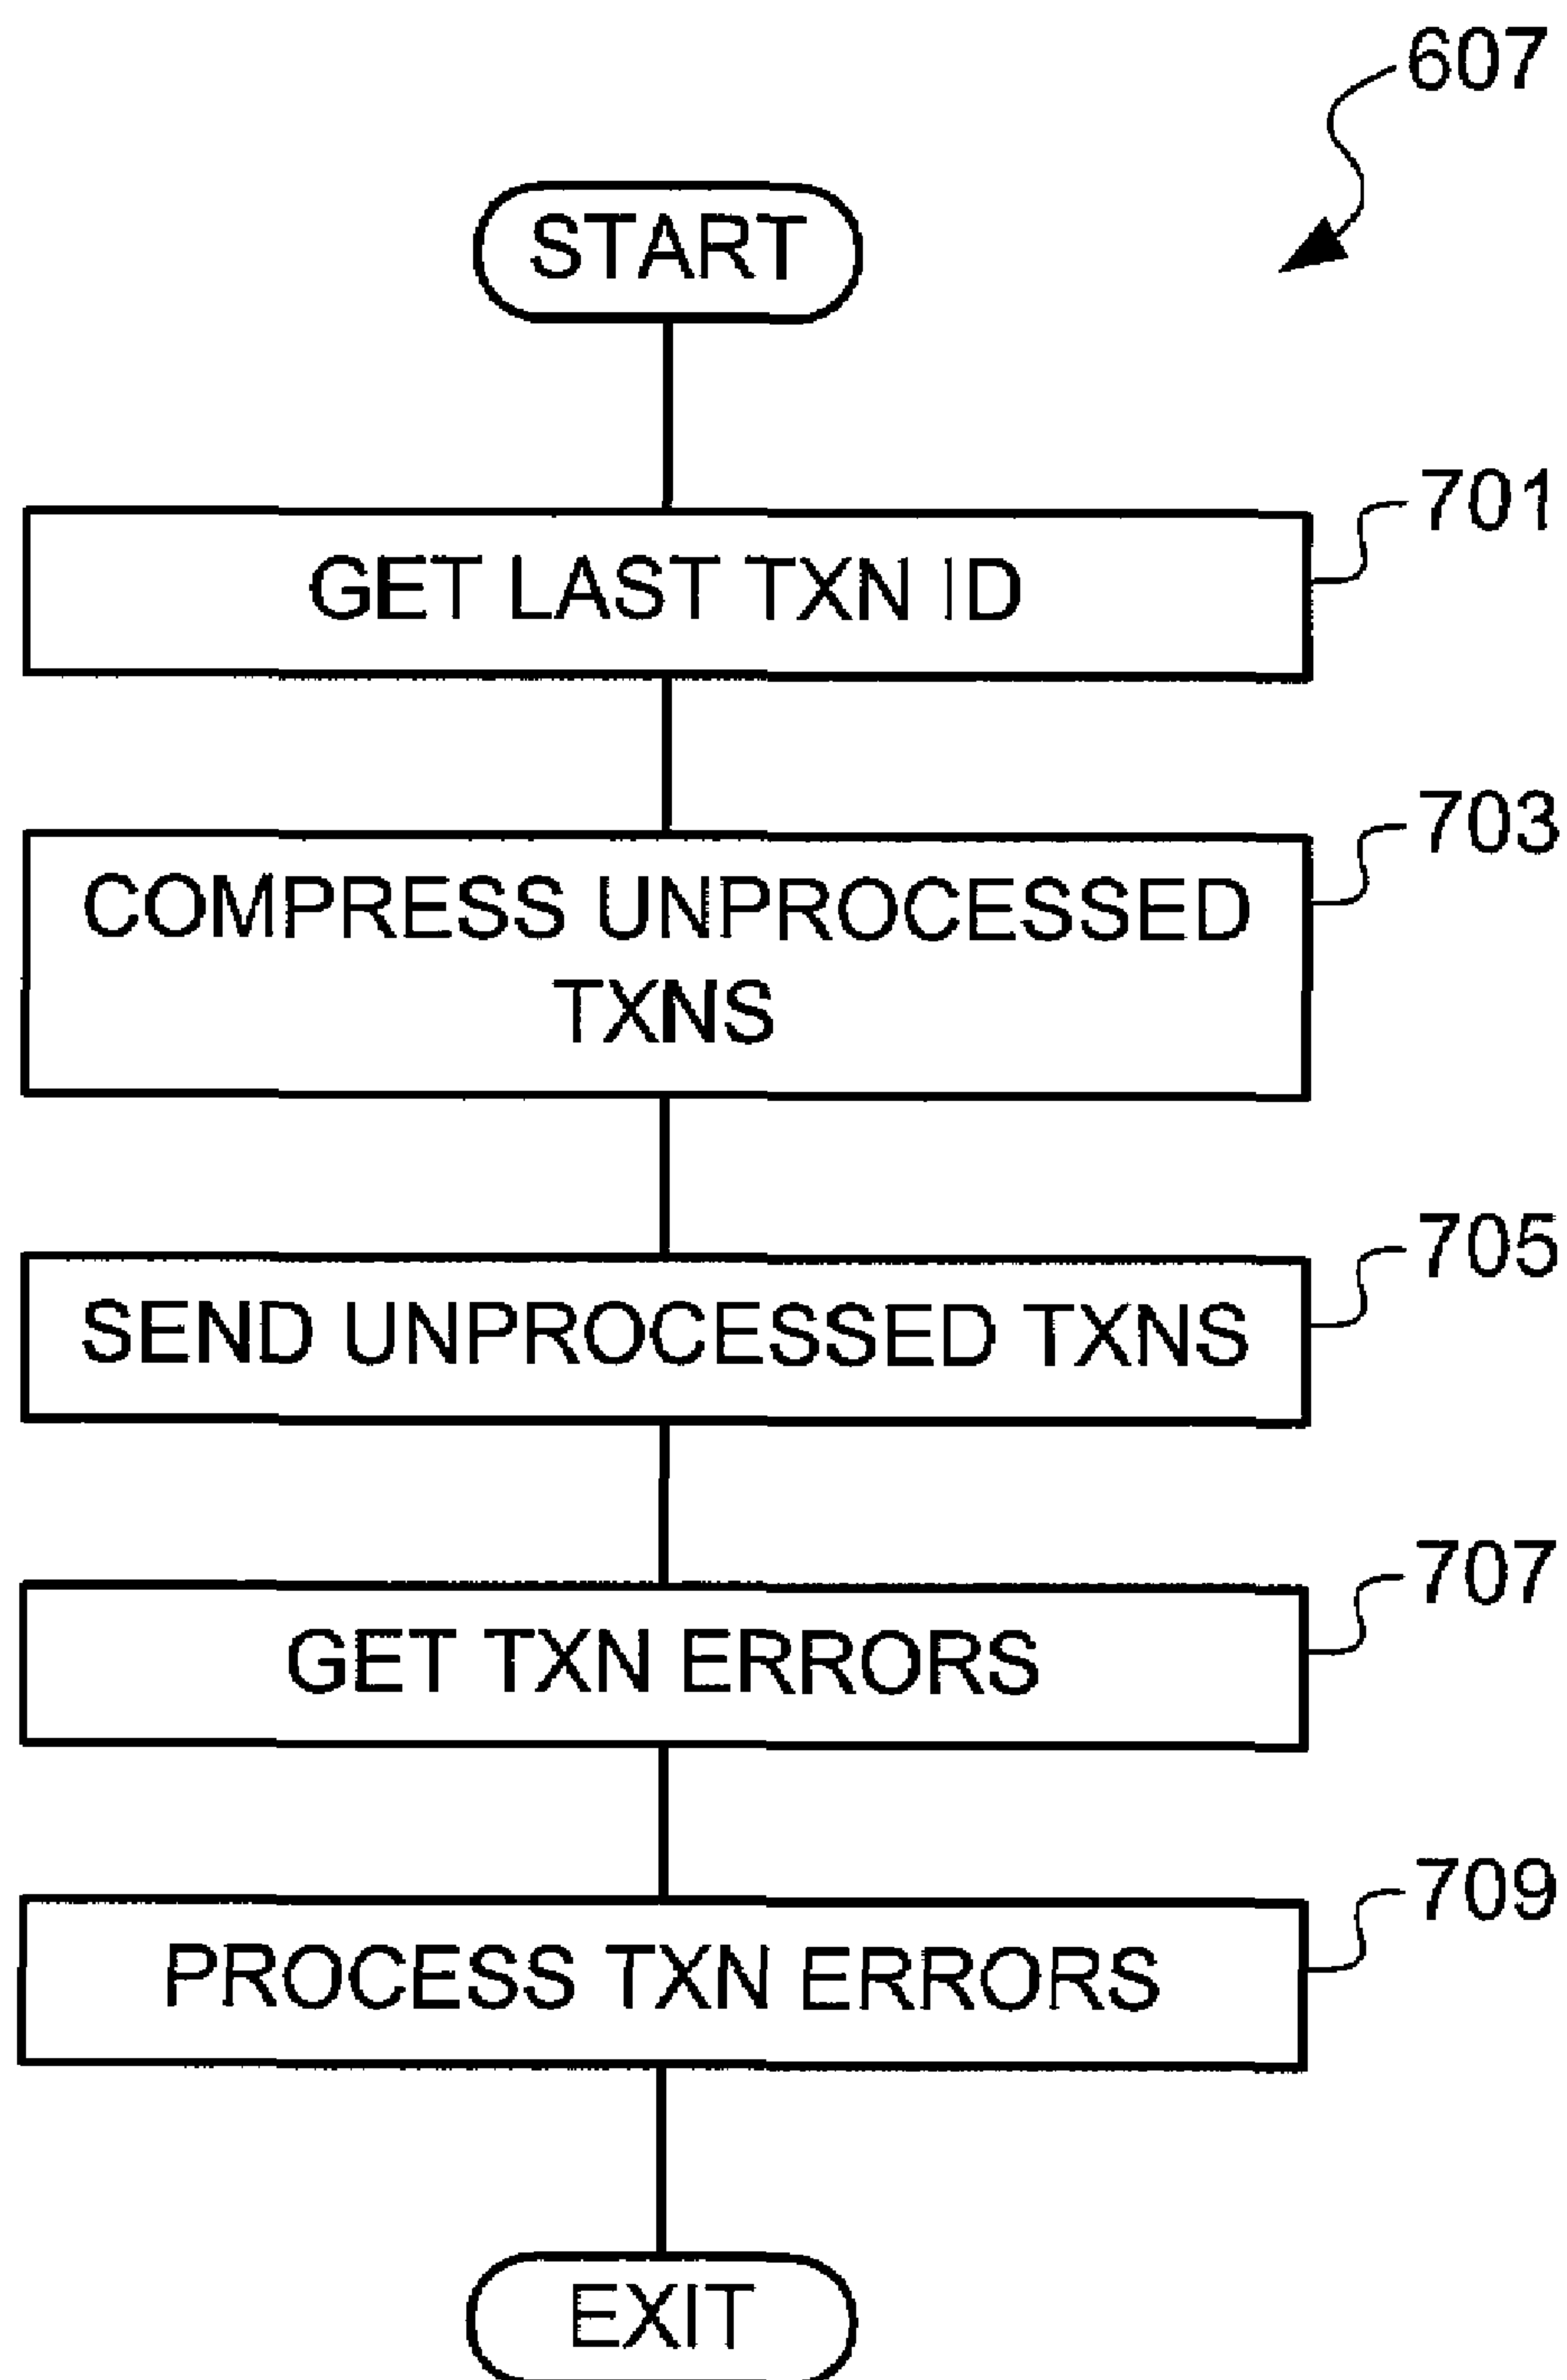 607
START
701
GET LAST TXN ID
703
COMPRESS UNPROCESSED
TXNS
705
SEND UNPROCESSED TXNS
707
GET TXN ERRORS
709
PROCESS TXN ERRORS
EXIT